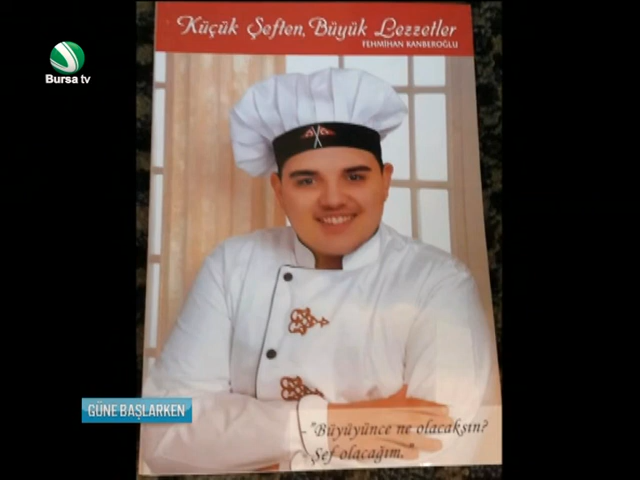 Küçük Şeften, Büyük Lezzetler
FEHMİHAN KANBEROĞLU
Bursa tv
GÜNE BAŞLARKEN
-"Büyüyünce ne olacaksın?
Şef olacağım."